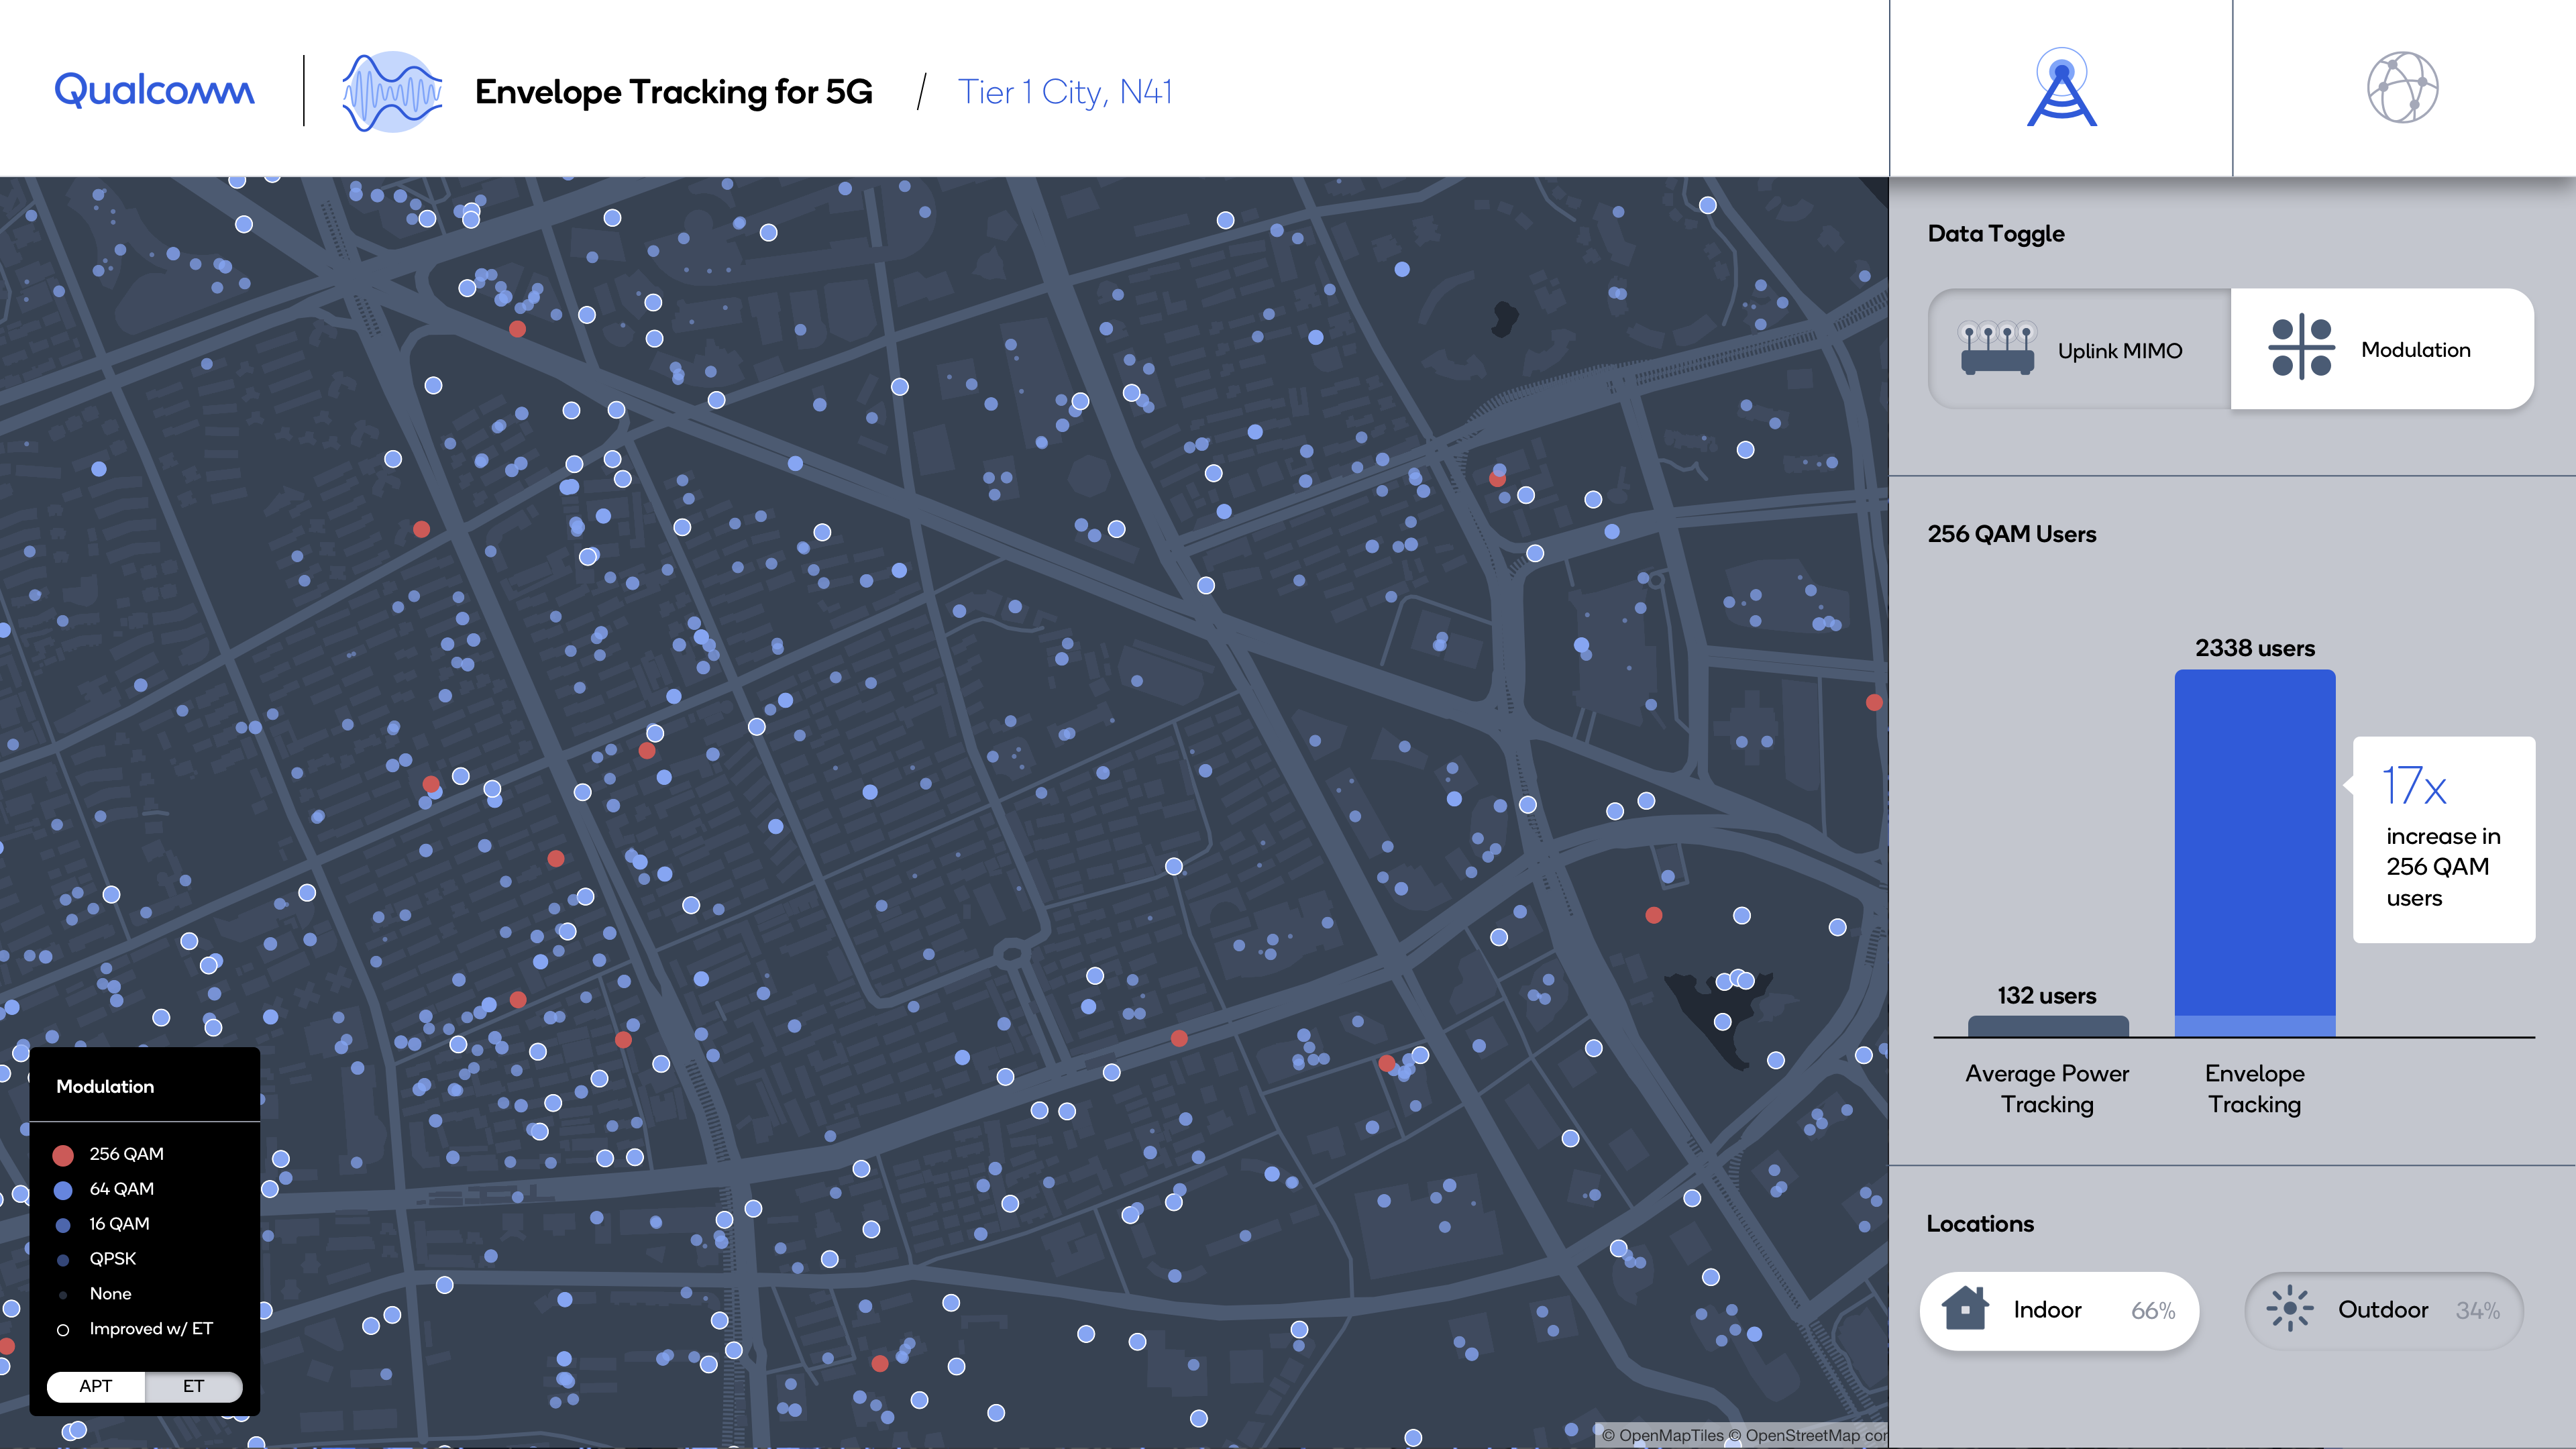 Qualcomm
Envelope Tracking for 5G / Tier 1 City, N41
Data Toggle
Uplink MIMO
Modulation
256 QAM Users
2338 users
17x
increase in
256 QAM
users
132 users
Average Power
Tracking
Envelope
Tracking
Locations
Indoor 66%
Outdoor 34%
Modulation
256 QAM
64 QAM
16 QAM
QPSK
None
Improved w/ ET
APT ET
© OpenMapTiles © OpenStreetMap cor